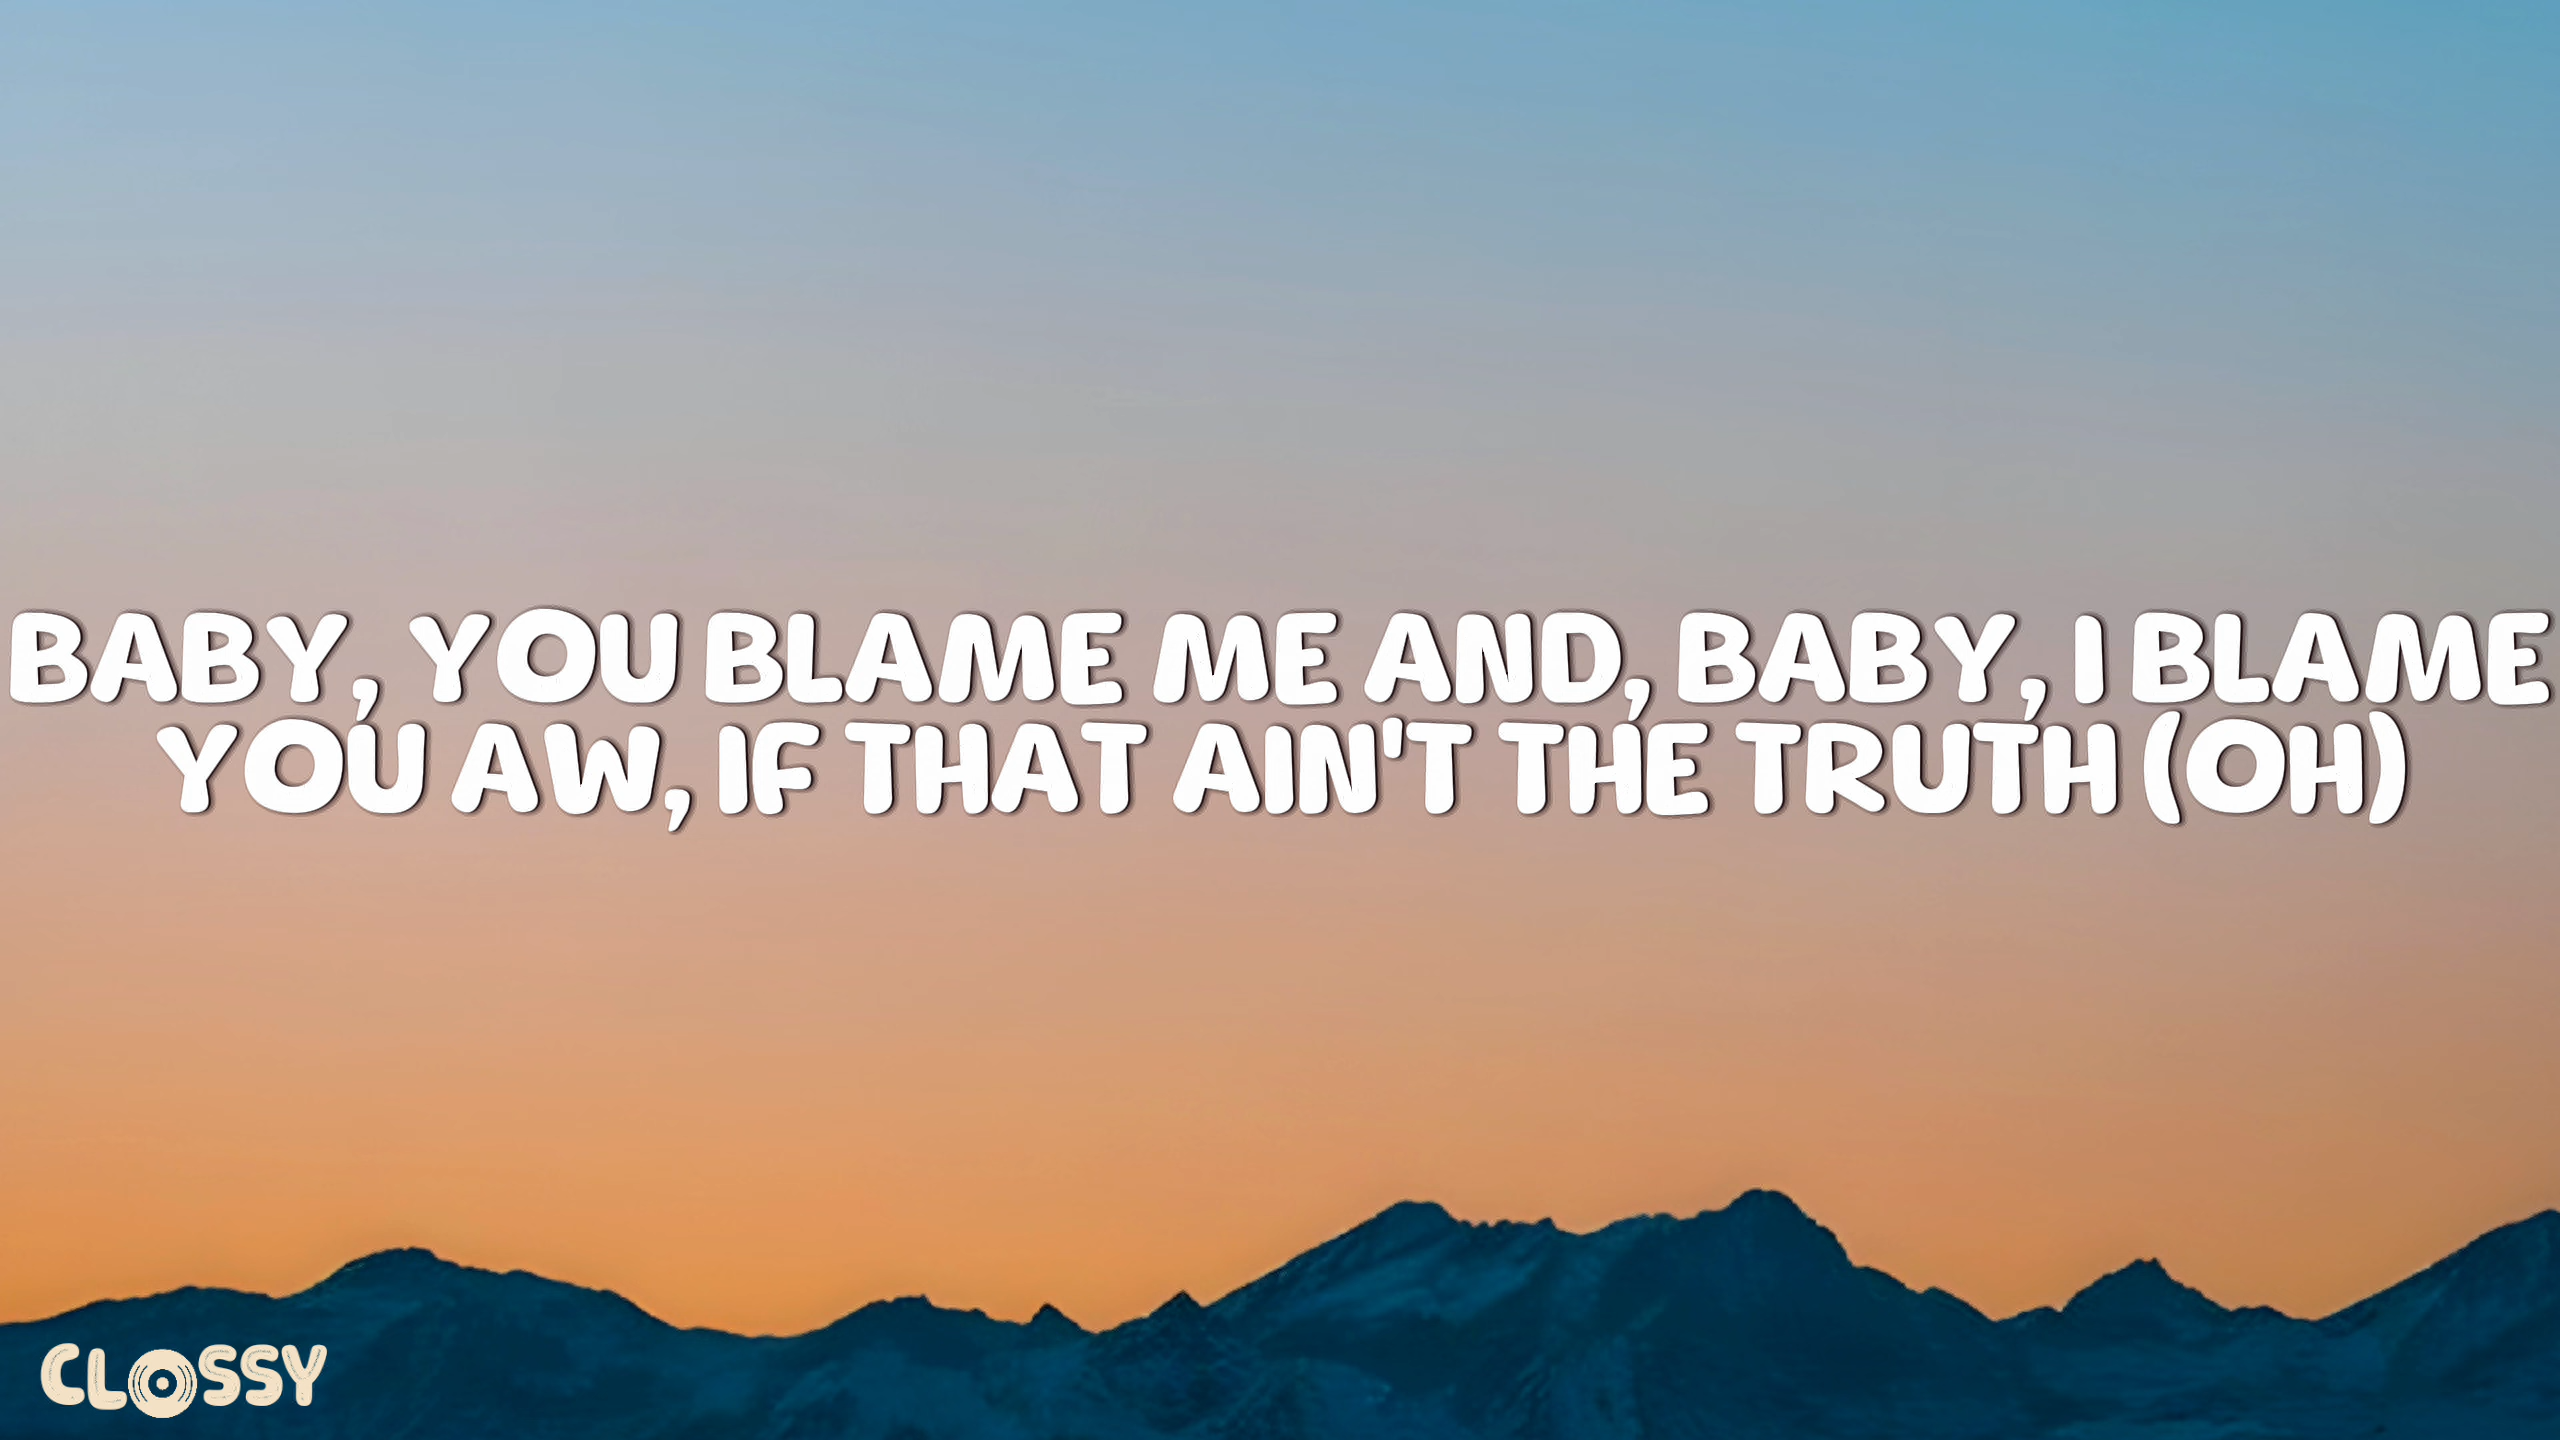 BABY, YOU BLAME ME AND, BABY, I BLAME
YOU AW, IF THAT AIN'T THE TRUTH (OH)
CLOSSY